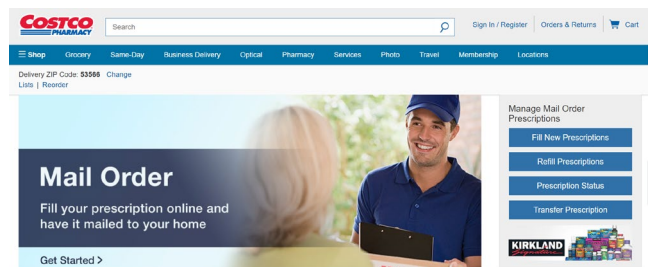 COSTCO
PHARMACY
Search
Sign In / Register
Orders & Returns
Cart
Shop
Grocery
Same-Day
Business Delivery
Optical
Pharmacy
Services
Photo
Travel
Membership
Locations
Delivery ZIP Code: 53566 Change
Lists | Reorder
Mail Order
Fill your prescription online and
have it mailed to your home
Get Started >
Manage Mail Order
Prescriptions
Fill New Prescriptions
Refill Prescriptions
Prescription Status
Transfer Prescription
KIRKLAND
Signature